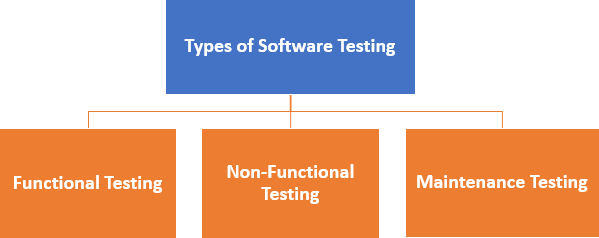 Types of Software Testing
Functional Testing
Non-Functional
Testing
Maintenance Testing